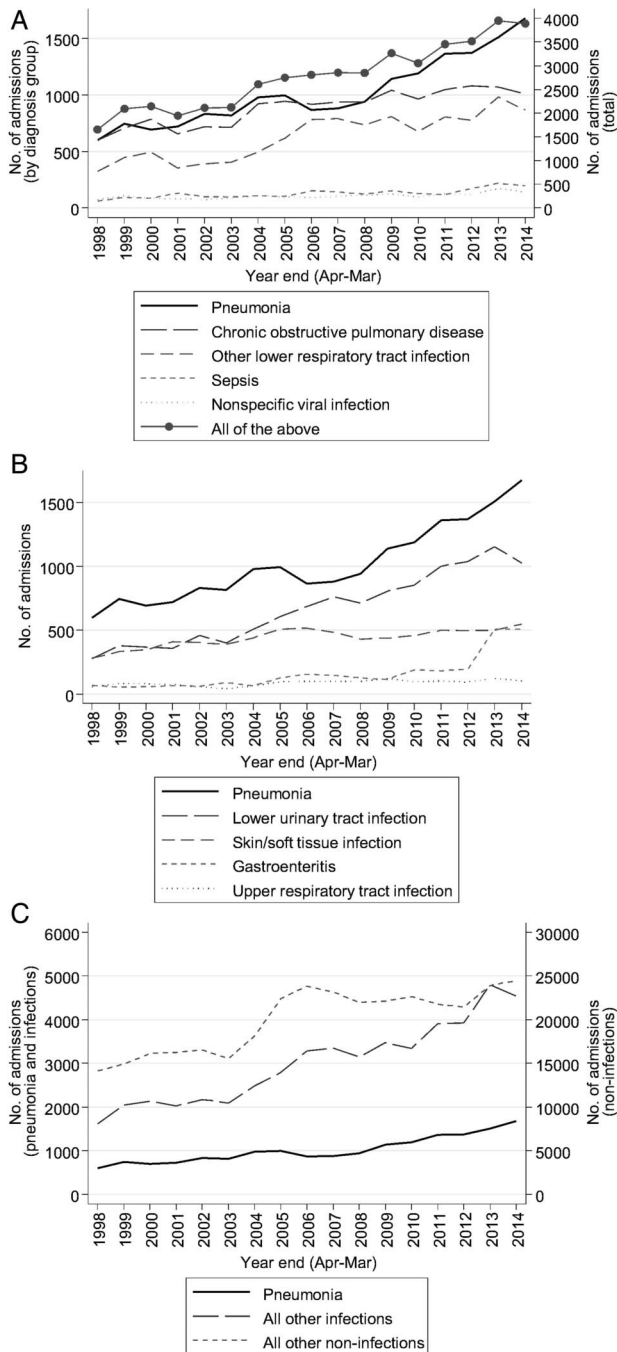 A
No. of admissions
(by diagnosis group)
1500
1000
500
0
4000
3500
3000
2500
2000
1500
1000
500
0
No. of admissions
(total)
1998
1999
2000
2001
2002
2003
2004
2005
2006
2007
2008
2009
2010
2011
2012
2013
2014
Year end (Apr-Mar)
Pneumonia
Chronic obstructive pulmonary disease
Other lower respiratory tract infection
Sepsis
Nonspecific viral infection
All of the above
B
No. of admissions
1500
1000
500
0
1998
1999
2000
2001
2002
2003
2004
2005
2006
2007
2008
2009
2010
2011
2012
2013
2014
Year end (Apr-Mar)
Pneumonia
Lower urinary tract infection
Skin/soft tissue infection
Gastroenteritis
Upper respiratory tract infection
C
No. of admissions
(pneumonia and infections)
6000
5000
4000
3000
2000
1000
0
30000
25000
20000
15000
10000
5000
0
No. of admissions
(non-infections)
1998
1999
2000
2001
2002
2003
2004
2005
2006
2007
2008
2009
2010
2011
2012
2013
2014
Year end (Apr-Mar)
Pneumonia
All other infections
All other non-infections